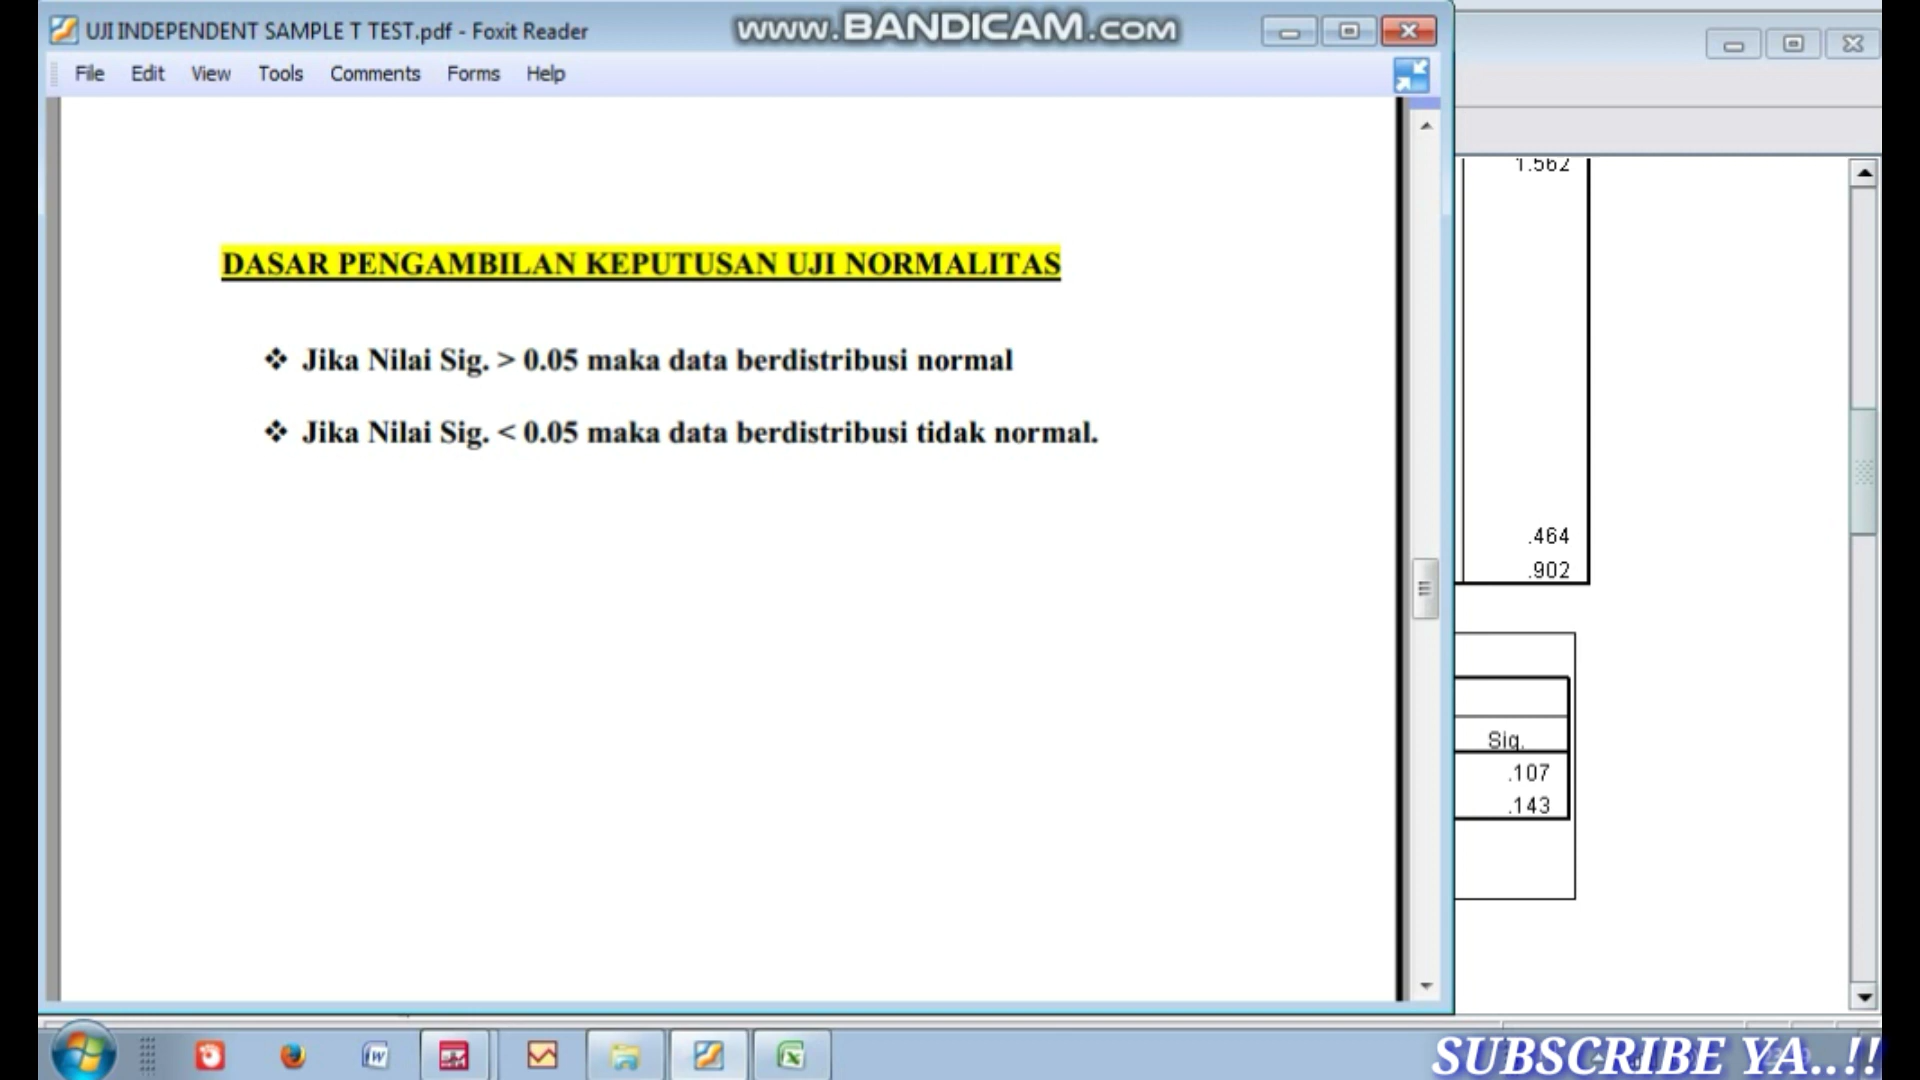 UJI INDEPENDENT SAMPLE T TEST.pdf - Foxit Reader
www.BANDICAM.com
File Edit View Tools Comments Forms Help
DASAR PENGAMBILAN KEPUTUSAN UJI NORMALITAS
❖ Jika Nilai Sig. > 0.05 maka data berdistribusi normal
❖ Jika Nilai Sig. < 0.05 maka data berdistribusi tidak normal.
1.562
.464
.902
Sig.
.107
.143
SUBSCRIBE YA..!!